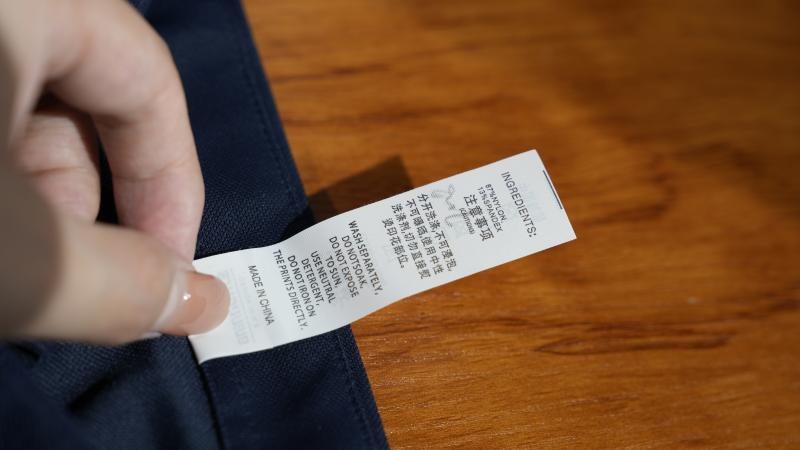 INGREDIENTS:
87%NYLON/
13%SPANDEX
注意事项
(CAUTIONS)
分开洗涤,不可浸泡,
不可曝晒,使用中性
洗涤剂,切勿直接熨
烫印花部位。
WASH SEPARATELY,
DO NOTSOAK,
DO NOT EXPOSE
TO SUN,
USE NEUTRAL
DETERGENT,
DO NOT IRON ON
THE PRINTS DIRECTLY.
MADE IN CHINA